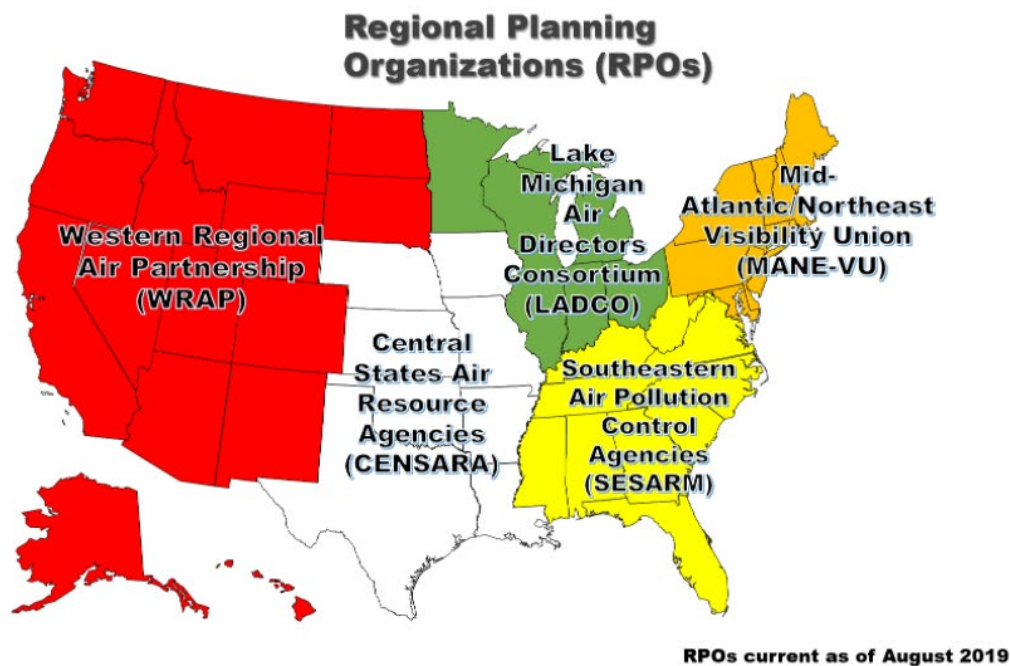 Regional Planning
Organizations (RPOs)
Lake
Michigan
Air
Directors
Consortium
(LADCO)
Mid-
Atlantic/Northeast
Visibility Union
(MANE-VU)
Western Regional
Air Partnership
(WRAP)
Central
States Air
Resource
Agencies
(CENSARA)
Southeastern
Air Pollution
Control
Agencies
(SESARM)
RPOs current as of August 2019